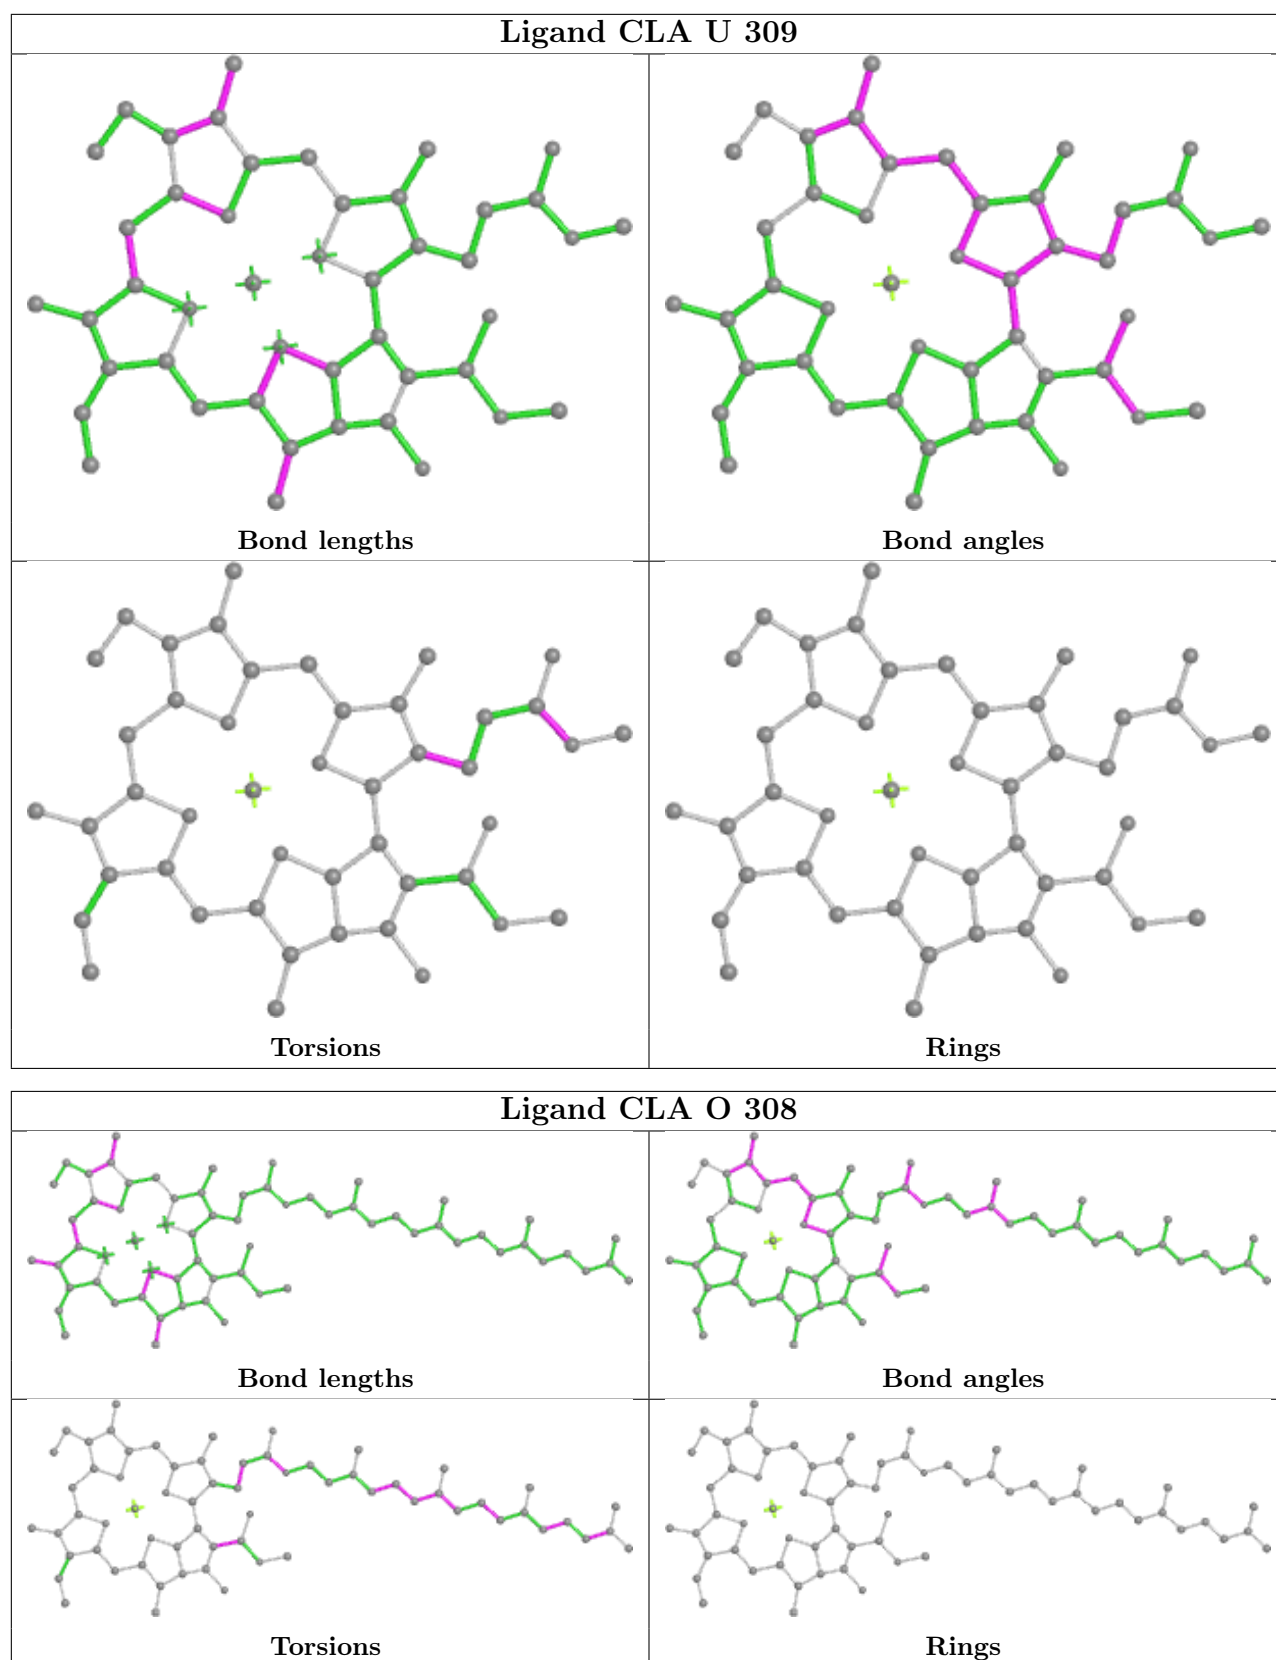 Ligand CLA U 309
Bond lengths
Bond angles
Torsions
Rings
Ligand CLA O 308
Bond lengths
Bond angles
Torsions
Rings